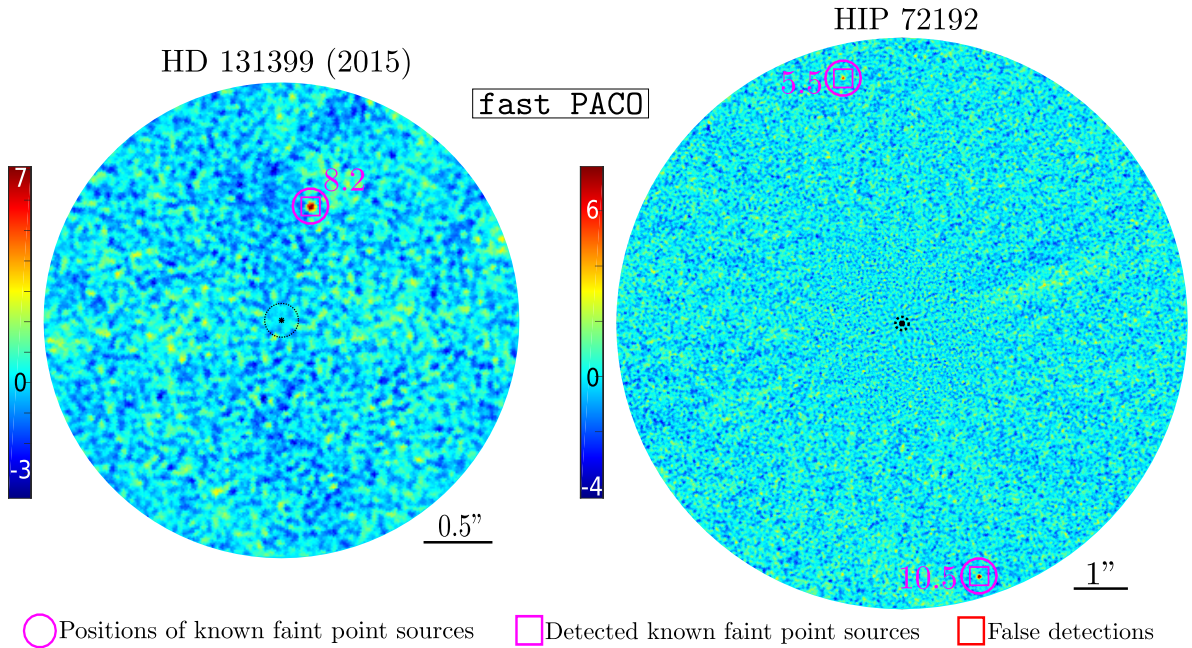 HIP 72192
HD 131399 (2015)
fast PACO
5.5
7
8.2
6
0
0
-3
-4
0.5”
10.5
1”
Positions of known faint point sources
Detected known faint point sources
False detections